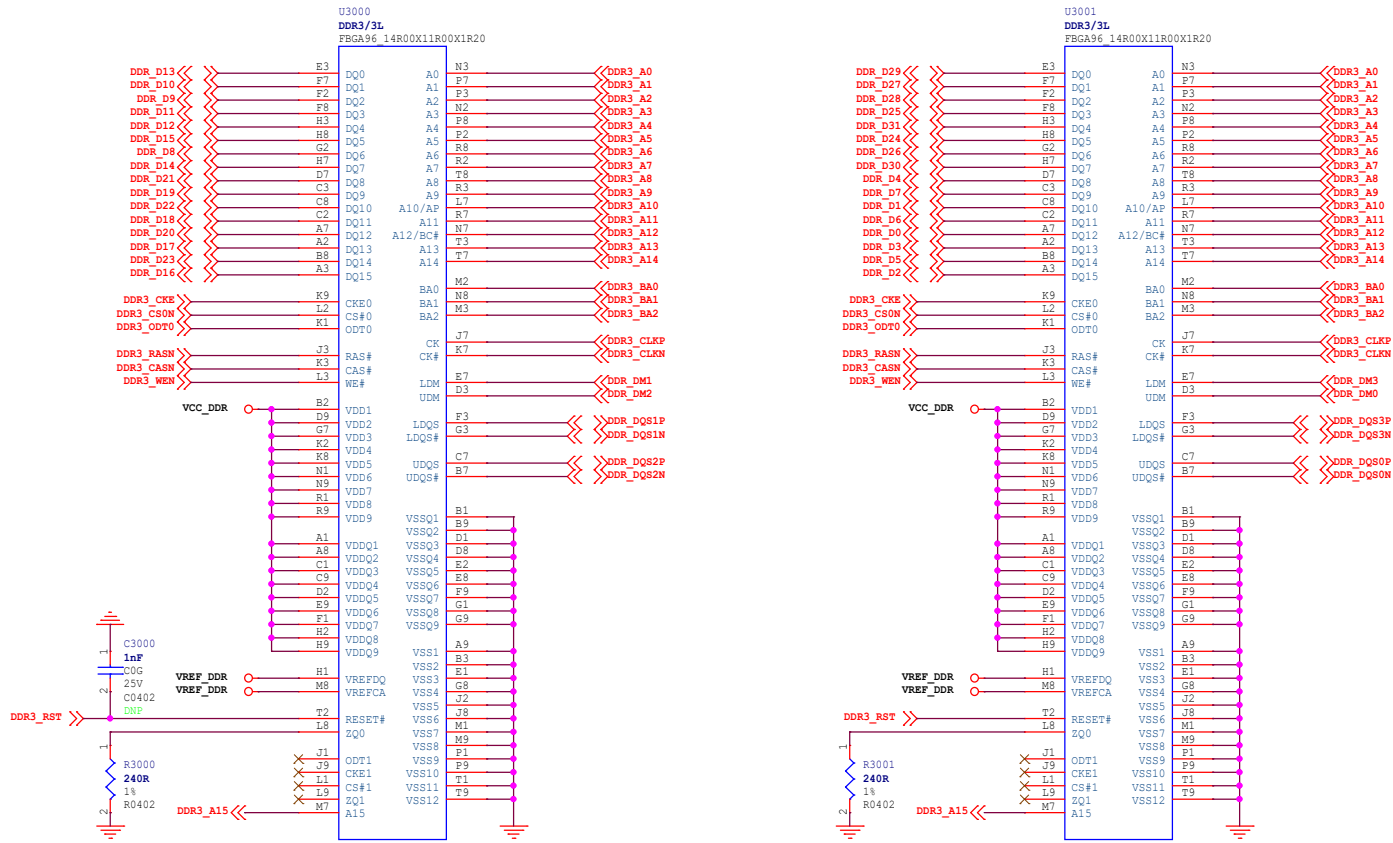 U3000
DDR3/3L
FBGA96_14R00X11R00X1R20
DDR_D13 E3 DQ0 A0 N3 DDR3_A0
DDR_D10 F7 DQ1 A1 P7 DDR3_A1
DDR_D9 F2 DQ2 A2 P3 DDR3_A2
DDR_D11 F8 DQ3 A3 N2 DDR3_A3
DDR_D12 H3 DQ4 A4 P8 DDR3_A4
DDR_D15 H8 DQ5 A5 P2 DDR3_A5
DDR_D8 G2 DQ6 A6 R8 DDR3_A6
DDR_D14 H7 DQ7 A7 R2 DDR3_A7
DDR_D21 D7 DQ8 A8 T8 DDR3_A8
DDR_D19 C3 DQ9 A9 R3 DDR3_A9
DDR_D22 C8 DQ10 A10/AP L7 DDR3_A10
DDR_D18 C2 DQ11 A11 R7 DDR3_A11
DDR_D20 A7 DQ12 A12/BC# N7 DDR3_A12
DDR_D17 A2 DQ13 A13 T3 DDR3_A13
DDR_D23 B8 DQ14 A14 T7 DDR3_A14
DDR_D16 A3 DQ15
BA0 M2 DDR3_BA0
DDR3_CKE K9 CKE0 BA1 N8 DDR3_BA1
DDR3_CS0N L2 CS#0 BA2 M3 DDR3_BA2
DDR3_ODT0 K1 ODT0
CK J7 DDR3_CLKP
DDR3_RASN J3 RAS# CK# K7 DDR3_CLKN
DDR3_CASN K3 CAS#
DDR3_WEN L3 WE# LDM E7 DDR_DM1
UDM D3 DDR_DM2
VCC_DDR B2 VDD1
D9 VDD2 LDQS F3 DDR_DQS1P
G7 VDD3 LDQS# G3 DDR_DQS1N
K2 VDD4
K8 VDD5 UDQS C7 DDR_DQS2P
N1 VDD6 UDQS# B7 DDR_DQS2N
N9 VDD7
R1 VDD8
R9 VDD9 VSSQ1 B1
VSSQ2 B9
A1 VDDQ1 VSSQ3 D1
A8 VDDQ2 VSSQ4 D8
C1 VDDQ3 VSSQ5 E2
C9 VDDQ4 VSSQ6 E8
D2 VDDQ5 VSSQ7 F9
E9 VDDQ6 VSSQ8 G1
F1 VDDQ7 VSSQ9 G9
H2 VDDQ8
H9 VDDQ9 VSS1 A9
VSS2 B3
VREF_DDR H1 VREFDQ VSS3 E1
VREF_DDR M8 VREFCA VSS4 G8
VSS5 J2
DDR3_RST T2 RESET# VSS6 J8
L8 ZQ0 VSS7 M1
VSS8 M9
J1 ODT1 VSS9 P1
J9 CKE1 VSS10 P9
L1 CS#1 VSS11 T1
L9 ZQ1 VSS12 T9
DDR3_A15 M7 A15
1
C3000
1nF
C0G
25V
2
C0402
DNP
1
R3000
240R
1%
2
R0402
U3001
DDR3/3L
FBGA96_14R00X11R00X1R20
DDR_D29 E3 DQ0 A0 N3 DDR3_A0
DDR_D27 F7 DQ1 A1 P7 DDR3_A1
DDR_D28 F2 DQ2 A2 P3 DDR3_A2
DDR_D25 F8 DQ3 A3 N2 DDR3_A3
DDR_D31 H3 DQ4 A4 P8 DDR3_A4
DDR_D24 H8 DQ5 A5 P2 DDR3_A5
DDR_D26 G2 DQ6 A6 R8 DDR3_A6
DDR_D30 H7 DQ7 A7 R2 DDR3_A7
DDR_D4 D7 DQ8 A8 T8 DDR3_A8
DDR_D7 C3 DQ9 A9 R3 DDR3_A9
DDR_D1 C8 DQ10 A10/AP L7 DDR3_A10
DDR_D6 C2 DQ11 A11 R7 DDR3_A11
DDR_D0 A7 DQ12 A12/BC# N7 DDR3_A12
DDR_D3 A2 DQ13 A13 T3 DDR3_A13
DDR_D5 B8 DQ14 A14 T7 DDR3_A14
DDR_D2 A3 DQ15
BA0 M2 DDR3_BA0
DDR3_CKE K9 CKE0 BA1 N8 DDR3_BA1
DDR3_CS0N L2 CS#0 BA2 M3 DDR3_BA2
DDR3_ODT0 K1 ODT0
CK J7 DDR3_CLKP
DDR3_RASN J3 RAS# CK# K7 DDR3_CLKN
DDR3_CASN K3 CAS#
DDR3_WEN L3 WE# LDM E7 DDR_DM3
UDM D3 DDR_DM0
VCC_DDR B2 VDD1
D9 VDD2 LDQS F3 DDR_DQS3P
G7 VDD3 LDQS# G3 DDR_DQS3N
K2 VDD4
K8 VDD5 UDQS C7 DDR_DQS0P
N1 VDD6 UDQS# B7 DDR_DQS0N
N9 VDD7
R1 VDD8
R9 VDD9 VSSQ1 B1
VSSQ2 B9
A1 VDDQ1 VSSQ3 D1
A8 VDDQ2 VSSQ4 D8
C1 VDDQ3 VSSQ5 E2
C9 VDDQ4 VSSQ6 E8
D2 VDDQ5 VSSQ7 F9
E9 VDDQ6 VSSQ8 G1
F1 VDDQ7 VSSQ9 G9
H2 VDDQ8
H9 VDDQ9 VSS1 A9
VSS2 B3
VREF_DDR H1 VREFDQ VSS3 E1
VREF_DDR M8 VREFCA VSS4 G8
VSS5 J2
DDR3_RST T2 RESET# VSS6 J8
L8 ZQ0 VSS7 M1
VSS8 M9
J1 ODT1 VSS9 P1
J9 CKE1 VSS10 P9
L1 CS#1 VSS11 T1
L9 ZQ1 VSS12 T9
DDR3_A15 M7 A15
1
R3001
240R
1%
2
R0402